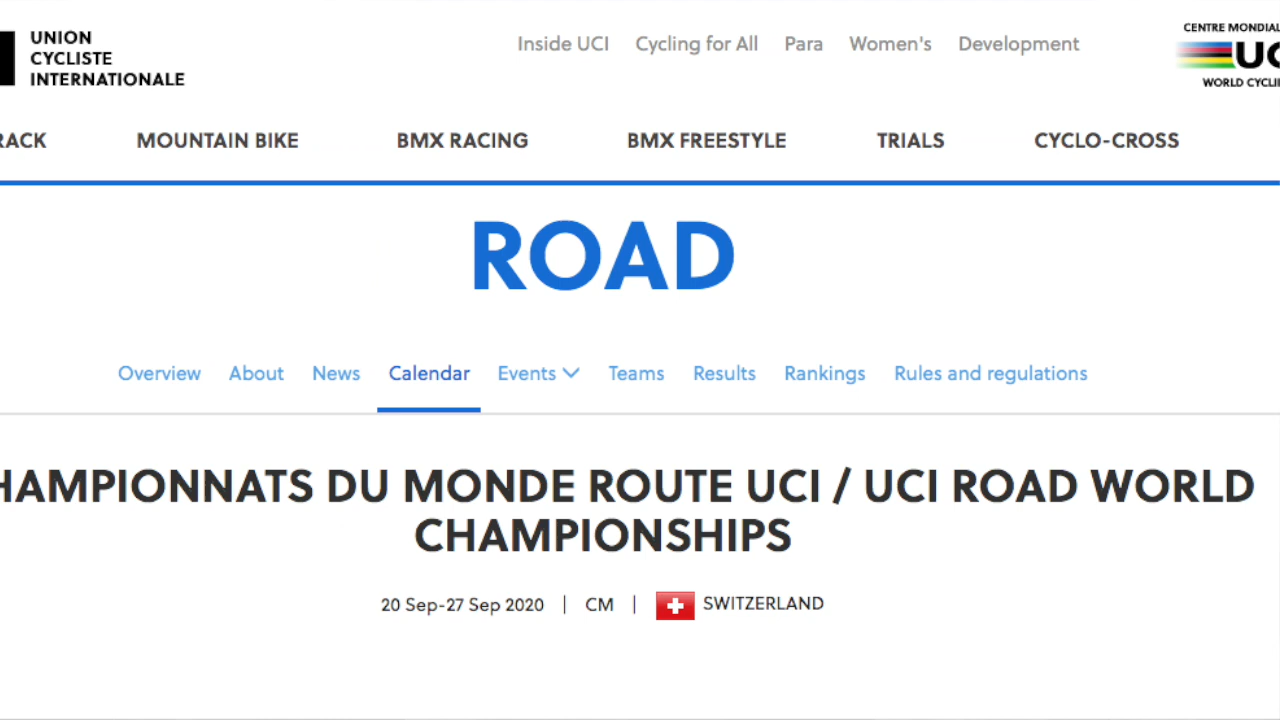 UNION
CYCLISTE
INTERNATIONALE
Inside UCI Cycling for All Para Women's Development
CENTRE MONDIAL
UC
WORLD CYCLI
RACK MOUNTAIN BIKE BMX RACING BMX FREESTYLE TRIALS CYCLO-CROSS
ROAD
Overview About News Calendar Events Teams Results Rankings Rules and regulations
HAMPIONNATS DU MONDE ROUTE UCI / UCI ROAD WORLD
CHAMPIONSHIPS
20 Sep-27 Sep 2020 | CM | SWITZERLAND